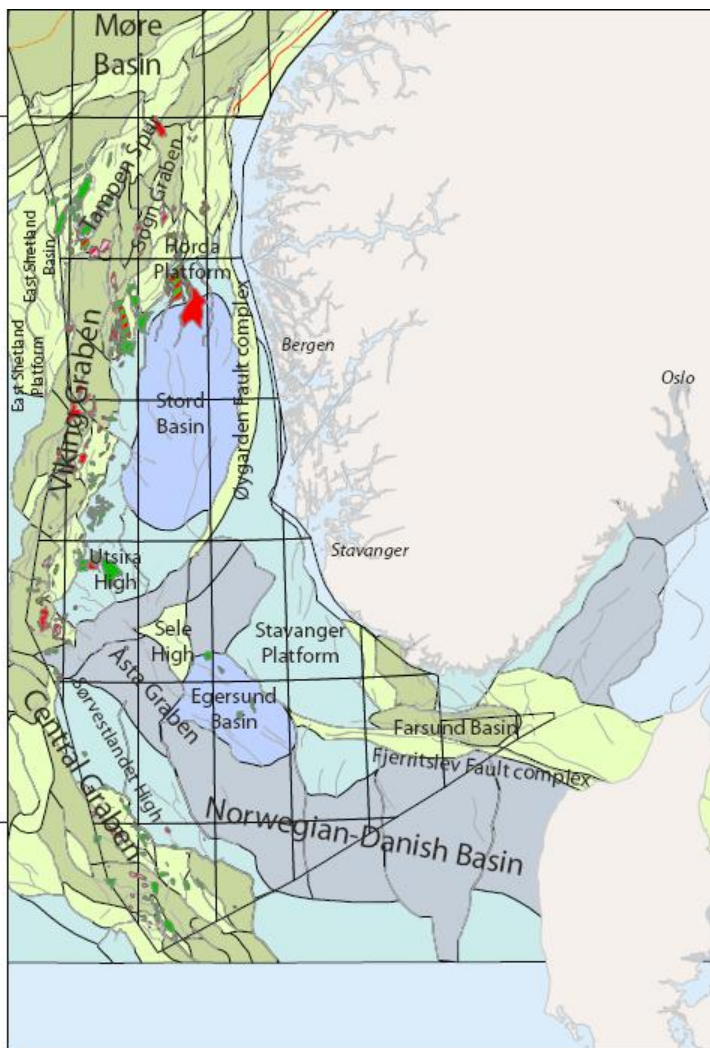 Møre
Basin
Tampen Spur
Sogn Graben
East Shetland
Basin
Horda
Platform
East Shetland
Platform
Viking Graben
Stord
Basin
Øygarden Fault complex
Bergen
Oslo
Stavanger
Utsira
High
Sele
High
Stavanger
Platform
Åsta Graben
Egersund
Basin
Sørvestlander High
Central Graben
Farsund Basin
Fjerritslev Fault complex
Norwegian-Danish Basin